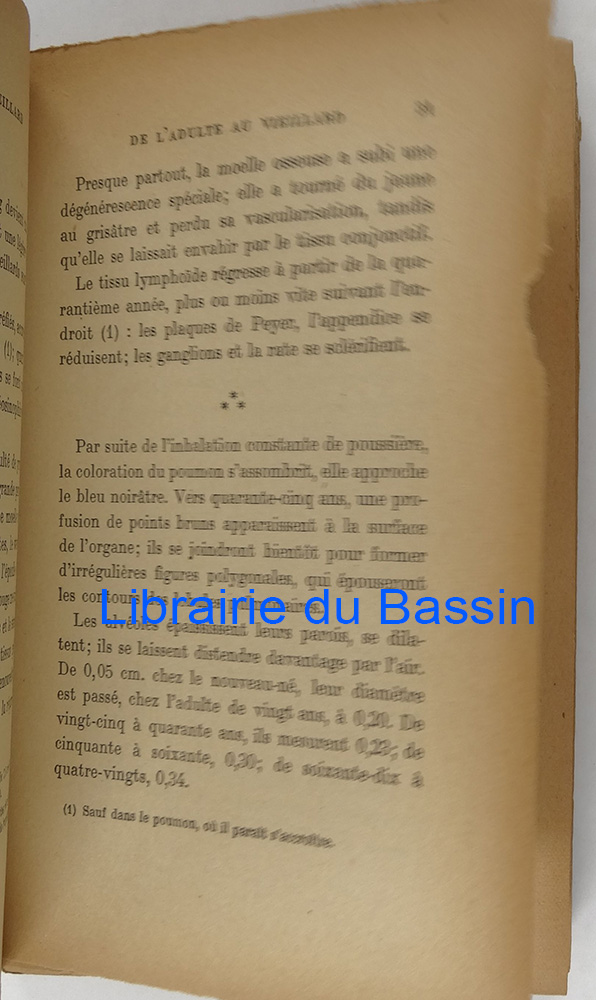 DE L'ADULTE AU VIEILLARD
Presque partout, la moelle osseuse a subi une
dégénérescence spéciale; elle a tourné du jaune
au grisâtre et perdu sa vascularisation, tandis
qu'elle se laissait envahir par le tissu conjonctif.
Le tissu lymphoïde régresse à partir de la qua-
rantième année, plus ou moins vite suivant l'en-
droit (1) : les plaques de Peyer, l'appendice se
réduisent; les ganglions et la rate se sclérifient.
* * *
Par suite de l'inhalation constante de poussière,
la coloration du poumon s'assombrit, elle approche
le bleu noirâtre. Vers quarante-cinq ans, une pro-
fusion de points bruns apparaissent à la surface
de l'organe; ils se joindront bientôt pour former
d'irrégulières figures polygonales, qui épouseront
les contours des lobules pulmonaires.
Librairie du Bassin
Les alvéoles épaississent leurs parois, se dila-
tent; ils se laissent distendre davantage par l'air.
De 0,05 cm. chez le nouveau-né, leur diamètre
est passé, chez l'adulte de vingt ans, à 0,20. De
vingt-cinq à quarante ans, ils mesurent 0,23; de
cinquante à soixante, 0,30; de soixante-dix à
quatre-vingts, 0,34.
(1) Sauf dans le poumon, où il paraît s'accroître.